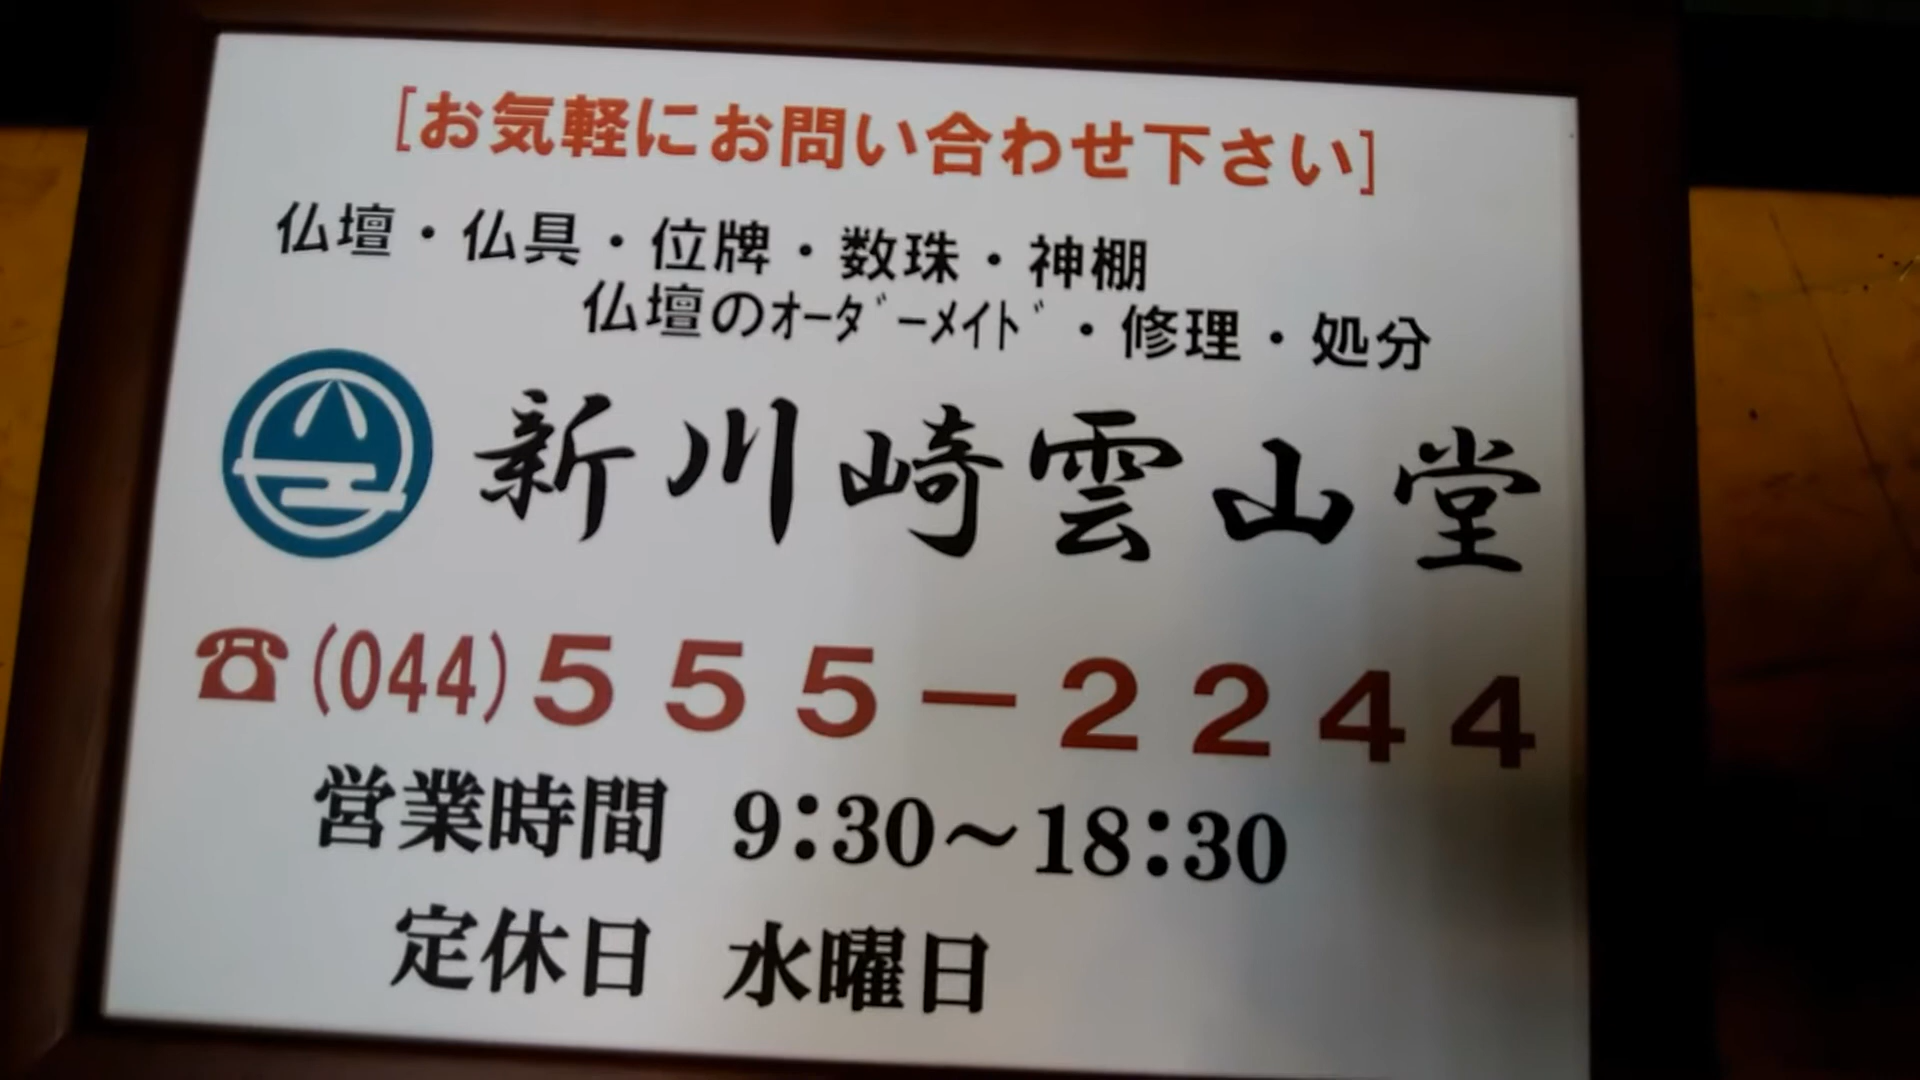 [お気軽にお問い合わせ下さい]
仏壇・仏具・位牌・数珠・神棚
仏壇のｵｰﾀﾞｰﾒｲﾄﾞ・修理・処分
新川崎雲山堂
☎(044)555-2244
営業時間 9:30～18:30
定休日 水曜日